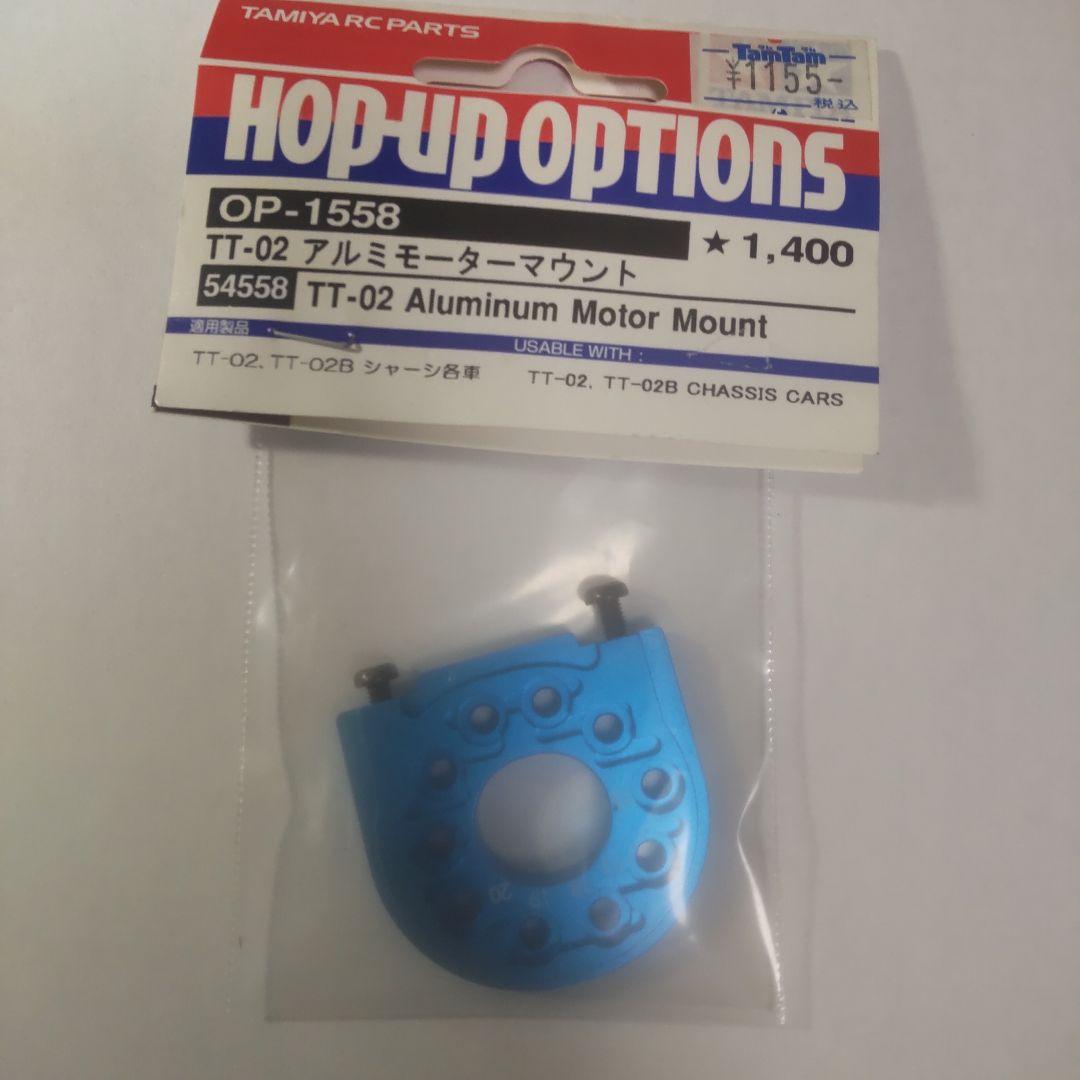 TAMIYA RC PARTS
TamTam
¥1155-
税込
HOP-UP OPTIONS
OP-1558
★ 1,400
TT-02 アルミモーターマウント
54558 TT-02 Aluminum Motor Mount
適用製品
USABLE WITH :
TT-02, TT-02B シャーシ各車
TT-02, TT-02B CHASSIS CARS
20
19